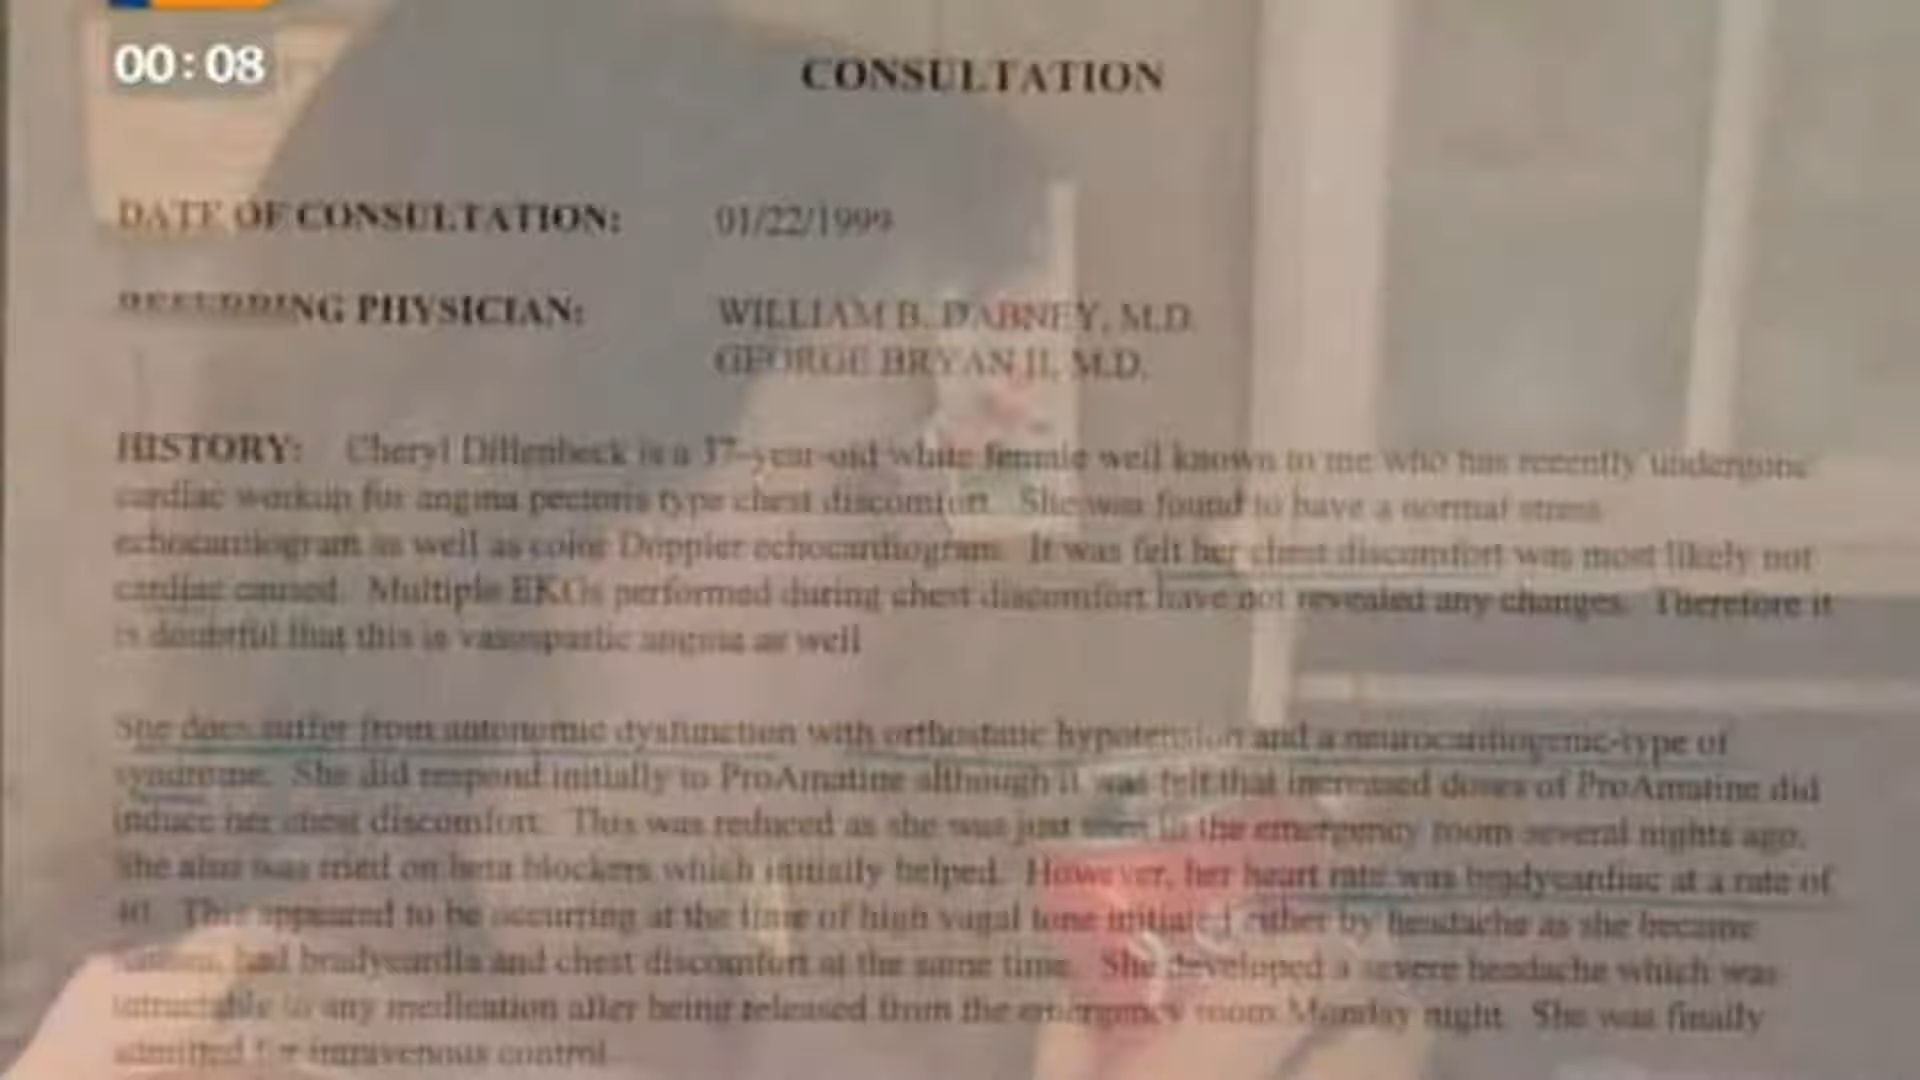 00:08
CONSULTATION
DATE OF CONSULTATION: 01/22/1999
REFERRING PHYSICIAN: WILLIAM B. DABNEY, M.D.
GEORGE BRYAN II, M.D.
HISTORY: Cheryl Dillenbeck is a 37-year-old white female well known to me who has recently undergone
cardiac workup for angina pectoris type chest discomfort. She was found to have a normal stress
echocardiogram as well as color Doppler echocardiogram. It was felt her chest discomfort was most likely not
cardiac caused. Multiple EKGs performed during chest discomfort have not revealed any changes. Therefore it
is doubtful that this is vasospastic angina as well
She does suffer from autonomic dysfunction with orthostatic hypotension and a neurocardiogenic-type of
syndrome. She did respond initially to ProAmatine although it was felt that increased doses of ProAmatine did
induce her chest discomfort. This was reduced as she was just seen in the emergency room several nights ago.
She also was tried on beta blockers which initially helped. However, her heart rate was bradycardiac at a rate of
40. This appeared to be occurring at the time of high vagal tone initiated either by headache as she became
had bradycardia and chest discomfort at the same time. She developed a severe headache which was
intractable to any medication after being released from the emergency room Monday night. She was finally
admitted for intravenous control